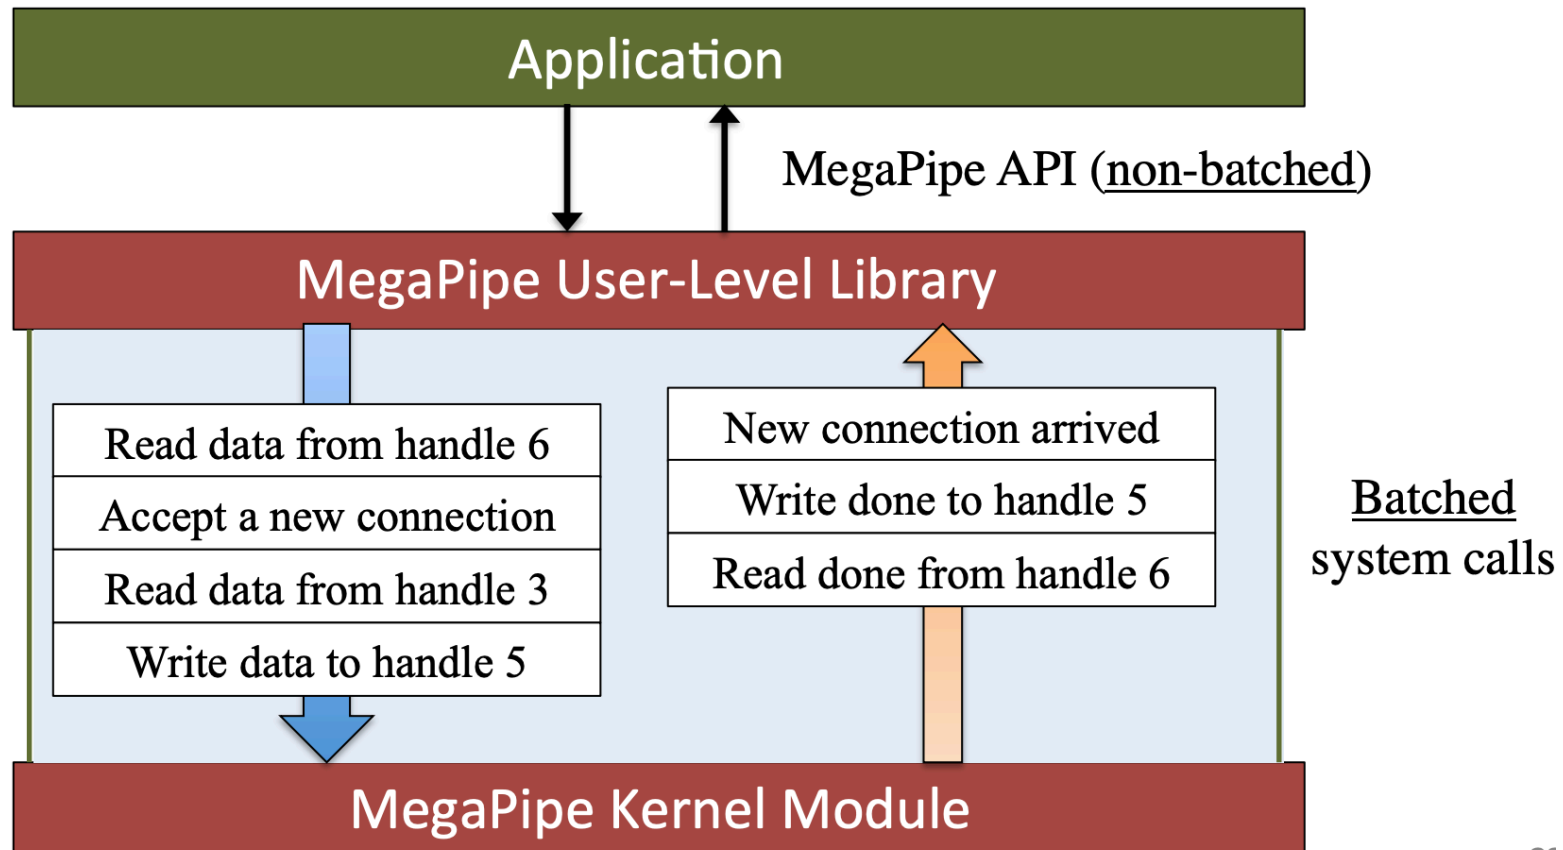 Application
MegaPipe API (non-batched)
MegaPipe User-Level Library
Read data from handle 6
Accept a new connection
Read data from handle 3
Write data to handle 5
New connection arrived
Write done to handle 5
Read done from handle 6
Batched
system calls
MegaPipe Kernel Module